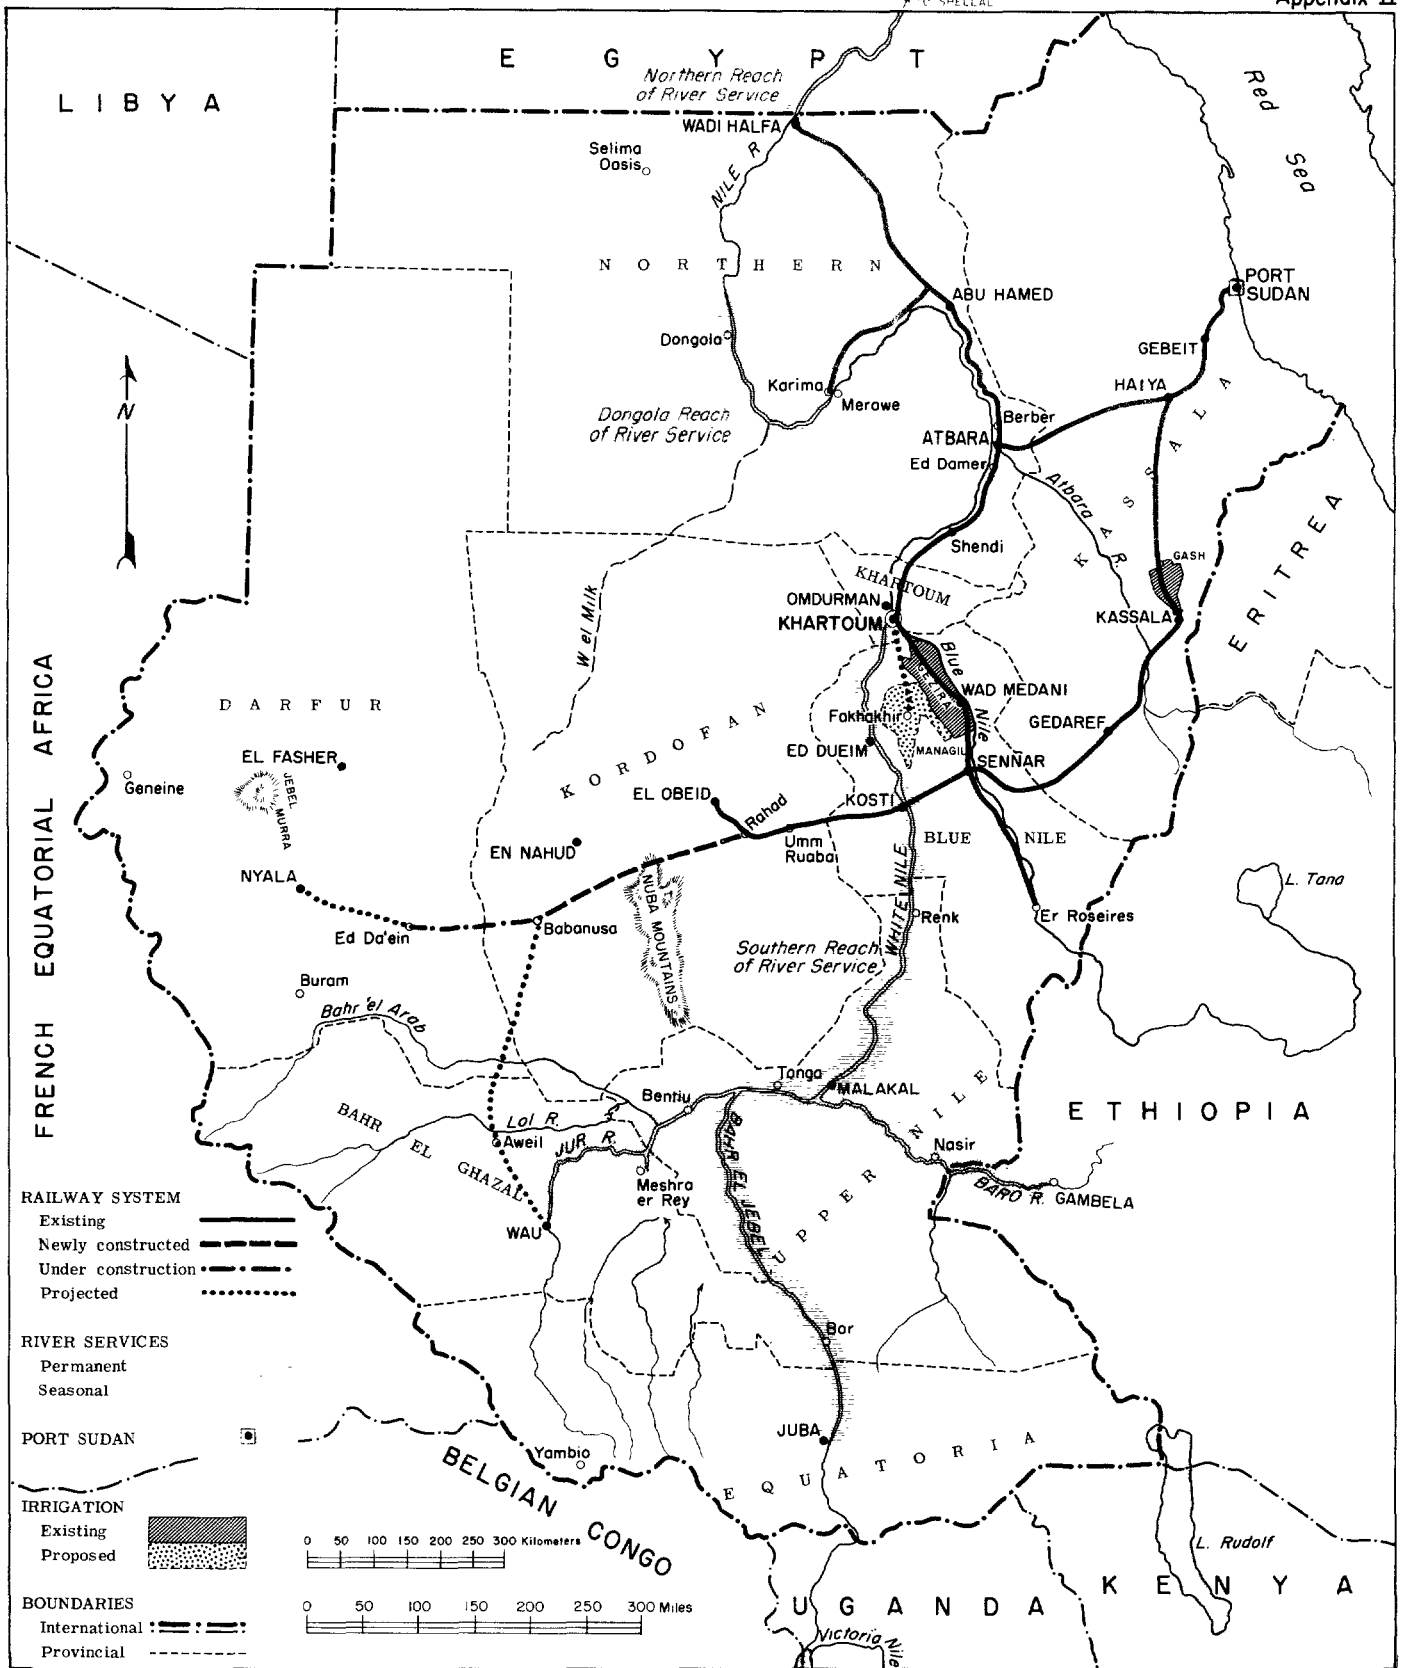 TO SHELLAL
Appendix II
EGYPT
LIBYA
Northern Reach
of River Service
WADI HALFA
Red Sea
Selima
Oasis
NILE R
NORTHERN
ABU HAMED
PORT
SUDAN
Dongola
GEBEIT
Karima
Merowe
HAIYA
N
Dongola Reach
of River Service
Berber
ATBARA
Ed Damer
Atbara R.
KASSALA
Shendi
GASH
ERITREA
KHARTOUM
OMDURMAN
KHARTOUM
KASSALA
W el Milk
Blue Nile
GEZIRA
WAD MEDANI
DARFUR
Fakhakhir
GEDAREF
FRENCH EQUATORIAL AFRICA
KORDOFAN
ED DUEIM
MANAGIL
EL FASHER
SENNAR
Geneine
JEBEL
MURRA
EL OBEID
KOSTI
Rahad
Umm
Ruaba
BLUE NILE
EN NAHUD
NYALA
NUBA MOUNTAINS
WHITE NILE
L. Tana
Renk
Er Roseires
Ed Da'ein
Babanusa
Southern Reach
of River Service
Buram
Bahr el Arab
Tonga
MALAKAL
Bentiu
ETHIOPIA
BAHR EL GHAZAL
Lol R.
Aweil
JUR R.
BAHR EL JEBEL
UPPER NILE
Nasir
BARO R.
GAMBELA
Meshra
er Rey
WAU
RAILWAY SYSTEM
Existing
Newly constructed
Under construction
Projected
Bor
RIVER SERVICES
Permanent
Seasonal
PORT SUDAN
JUBA
Yambio
EQUATORIA
BELGIAN CONGO
IRRIGATION
Existing
Proposed
0 50 100 150 200 250 300 Kilometers
L. Rudolf
KENYA
BOUNDARIES
International
Provincial
0 50 100 150 200 250 300 Miles
UGANDA
Victoria Nile